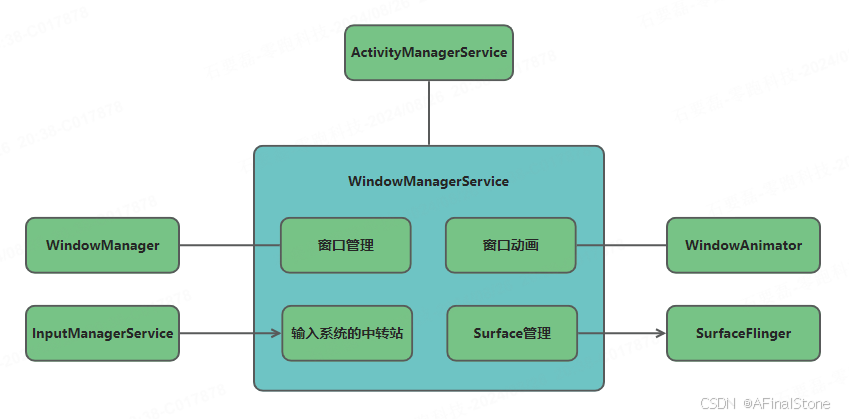 ActivityManagerService
WindowManagerService
WindowManager
窗口管理
窗口动画
WindowAnimator
InputManagerService
输入系统的中转站
Surface管理
SurfaceFlinger
CSDN @AFinalStone